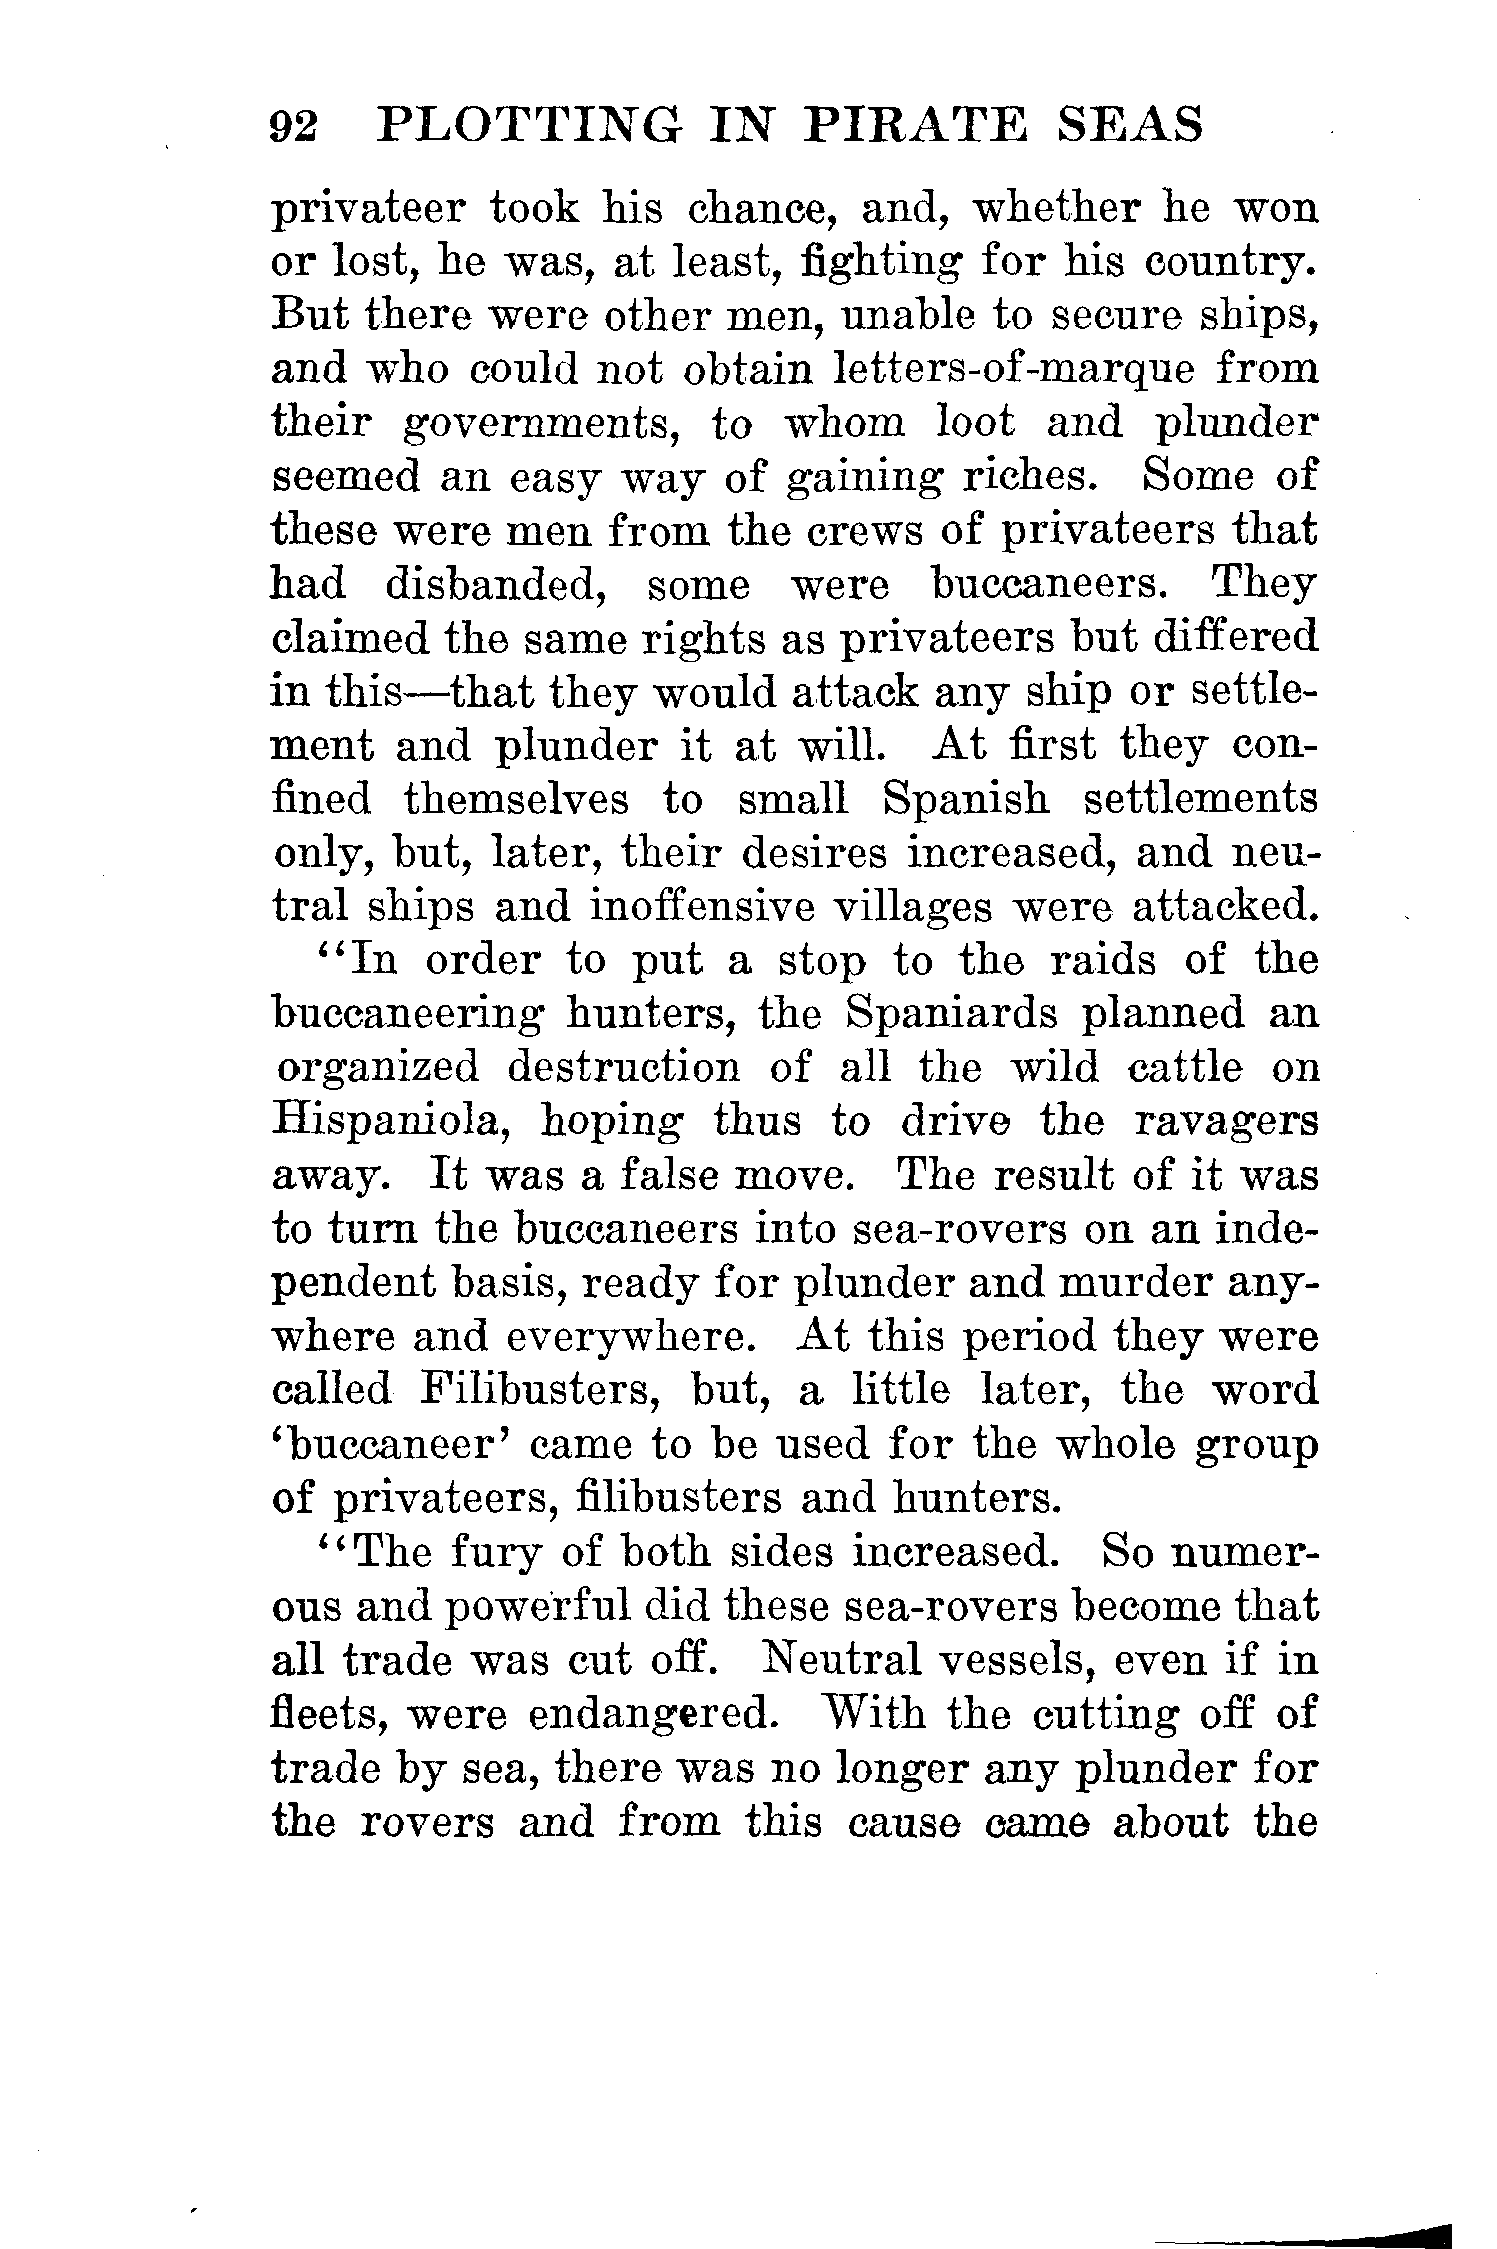 92 PLOTTING IN PIRATE SEAS
privateer took his chance, and, whether he won
or lost, he was, at least, fighting for his country.
But there were other men, unable to secure ships,
and who could not obtain letters-of-marque from
their governments, to whom loot and plunder
seemed an easy way of gaining riches. Some of
these were men from the crews of privateers that
had disbanded, some were buccaneers. They
claimed the same rights as privateers but differed
in this—that they would attack any ship or settle-
ment and plunder it at will. At first they con-
fined themselves to small Spanish settlements
only, but, later, their desires increased, and neu-
tral ships and inoffensive villages were attacked.
“In order to put a stop to the raids of the
buccaneering hunters, the Spaniards planned an
organized destruction of all the wild cattle on
Hispaniola, hoping thus to drive the ravagers
away. It was a false move. The result of it was
to turn the buccaneers into sea-rovers on an inde-
pendent basis, ready for plunder and murder any-
where and everywhere. At this period they were
called Filibusters, but, a little later, the word
‘buccaneer’ came to be used for the whole group
of privateers, filibusters and hunters.
“The fury of both sides increased. So numer-
ous and powerful did these sea-rovers become that
all trade was cut off. Neutral vessels, even if in
fleets, were endangered. With the cutting off of
trade by sea, there was no longer any plunder for
the rovers and from this cause came about the